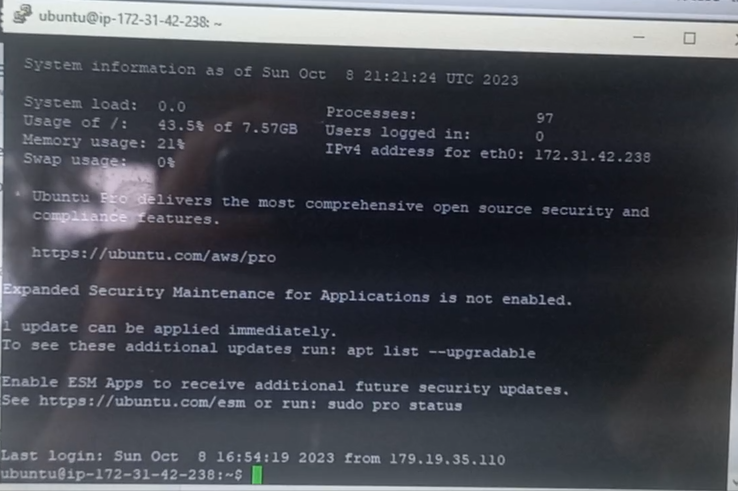 ubuntu@ip-172-31-42-238: ~
System information as of Sun Oct 8 21:21:24 UTC 2023
System load: 0.0 Processes: 97
Usage of /: 43.5% of 7.57GB Users logged in: 0
Memory usage: 21% IPv4 address for eth0: 172.31.42.238
Swap usage: 0%
* Ubuntu Pro delivers the most comprehensive open source security and
compliance features.
https://ubuntu.com/aws/pro
Expanded Security Maintenance for Applications is not enabled.
1 update can be applied immediately.
To see these additional updates run: apt list --upgradable
Enable ESM Apps to receive additional future security updates.
See https://ubuntu.com/esm or run: sudo pro status
Last login: Sun Oct 8 16:54:19 2023 from 179.19.35.110
ubuntu@ip-172-31-42-238:~$